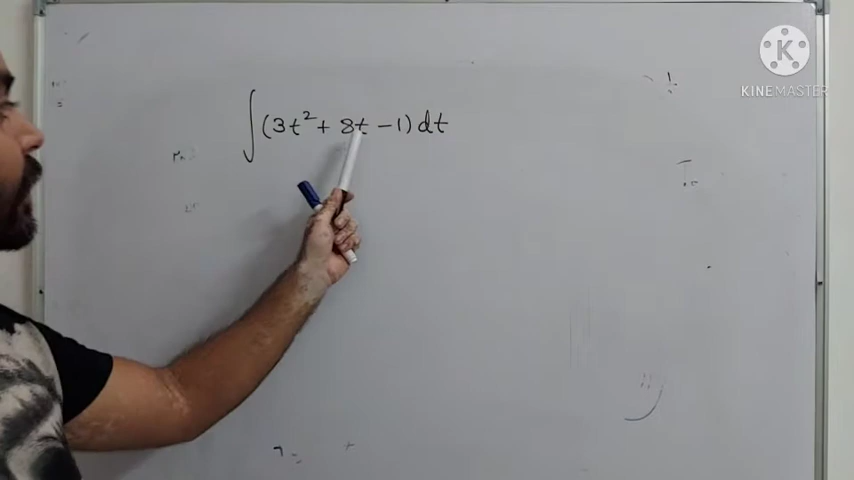 K
KINEMASTER
∫(3t² + 8t - 1) dt